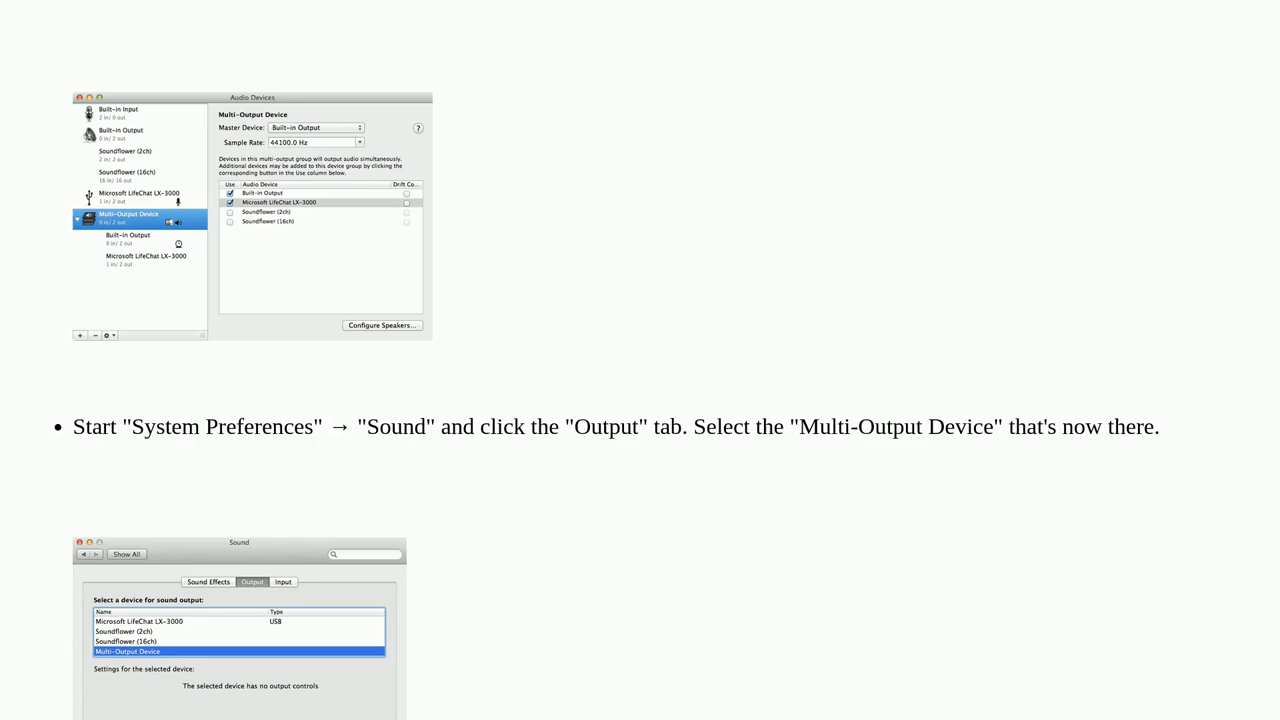 Audio Devices
Built-in Input
2 in/ 0 out
Built-in Output
0 in/ 2 out
Soundflower (2ch)
2 in/ 2 out
Soundflower (16ch)
16 in/ 16 out
Microsoft LifeChat LX-3000
1 in/ 2 out
Multi-Output Device
0 in/ 2 out
Built-in Output
0 in/ 2 out
Microsoft LifeChat LX-3000
1 in/ 2 out
Multi-Output Device
Master Device: Built-in Output
?
Sample Rate: 44100.0 Hz
Devices in this multi-output group will output audio simultaneously.
Additional devices may be added to this device group by clicking the
corresponding button in the Use column below.
Use Audio Device Drift Co...
Built-in Output
Microsoft LifeChat LX-3000
Soundflower (2ch)
Soundflower (16ch)
Configure Speakers...
• Start "System Preferences" → "Sound" and click the "Output" tab. Select the "Multi-Output Device" that's now there.
Sound
Show All
Sound Effects Output Input
Select a device for sound output:
Name Type
Microsoft LifeChat LX-3000 USB
Soundflower (2ch)
Soundflower (16ch)
Multi-Output Device
Settings for the selected device:
The selected device has no output controls